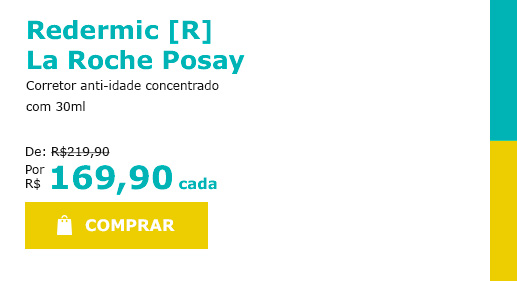 Redermic [R]
La Roche Posay
Corretor anti-idade concentrado
com 30ml
De: R$219,90
Por
R$ 169,90 cada
COMPRAR